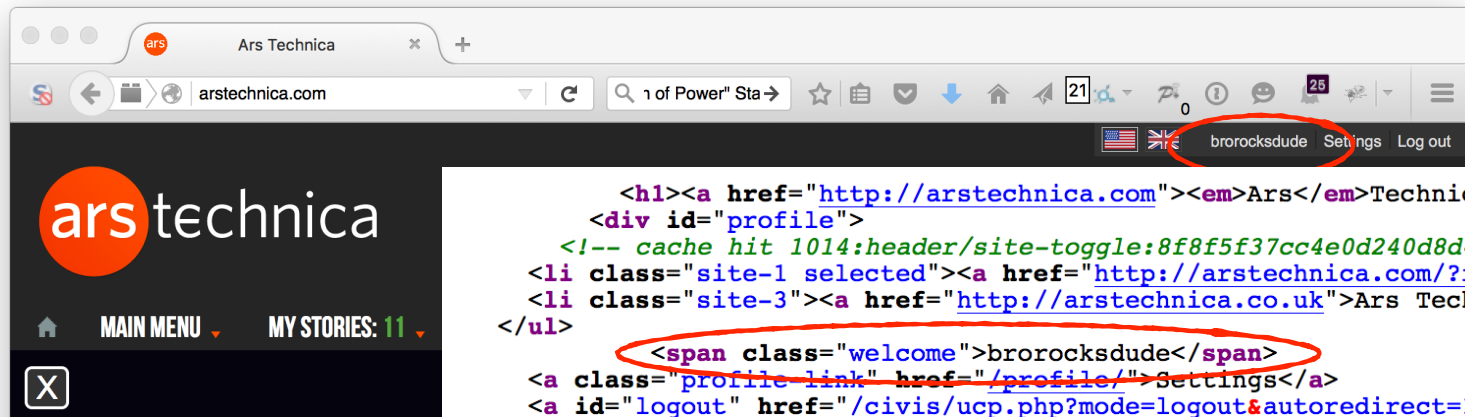 ars Ars Technica × +
arstechnica.com n of Power" Sta 21 0 25
brorocksdude Settings Log out
ars technica
<h1><a href="http://arstechnica.com"><em>Ars</em>Techni
<div id="profile">
<!-- cache hit 1014:header/site-toggle:8f8f5f37cc4e0d240d8d
<li class="site-1 selected"><a href="http://arstechnica.com/?
<li class="site-3"><a href="http://arstechnica.co.uk">Ars Tec
</ul>
MAIN MENU MY STORIES: 11
<span class="welcome">brorocksdude</span>
<a class="profile-link" href="/profile/">Settings</a>
X
<a id="logout" href="/civis/ucp.php?mode=logout&autoredirect=